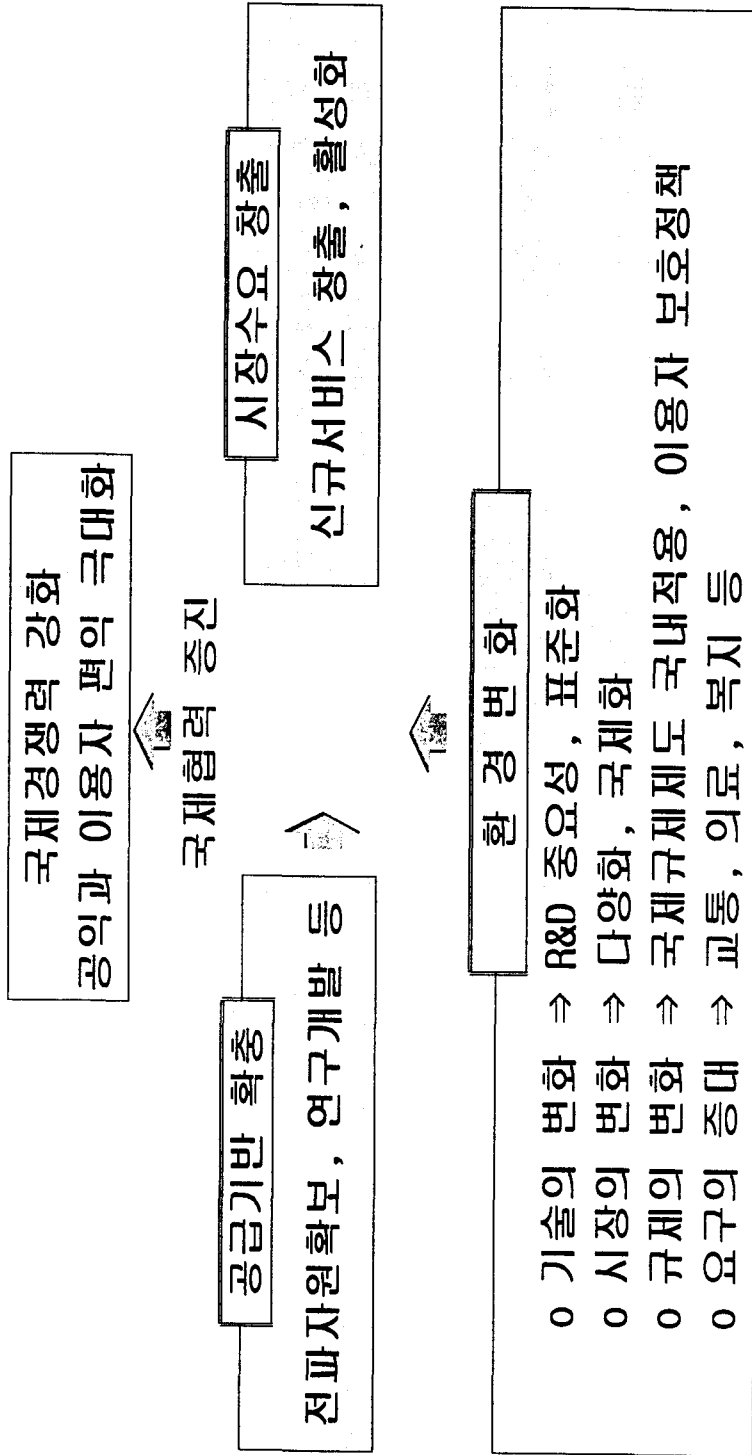 국제경쟁력 강화
공익과 이용자 편익 극대화
국제협력 증진
공급기반 확충
전파자원확보, 연구개발 등
시장수요 창출
신규서비스 창출, 활성화
환 경 변 화
o 기술의 변화 ⇒ R&D 중요성, 표준화
o 시장의 변화 ⇒ 다양화, 국제화
o 규제의 변화 ⇒ 국제규제제도 국내적용, 이용자 보호정책
o 요구의 증대 ⇒ 교통, 의료, 복지 등